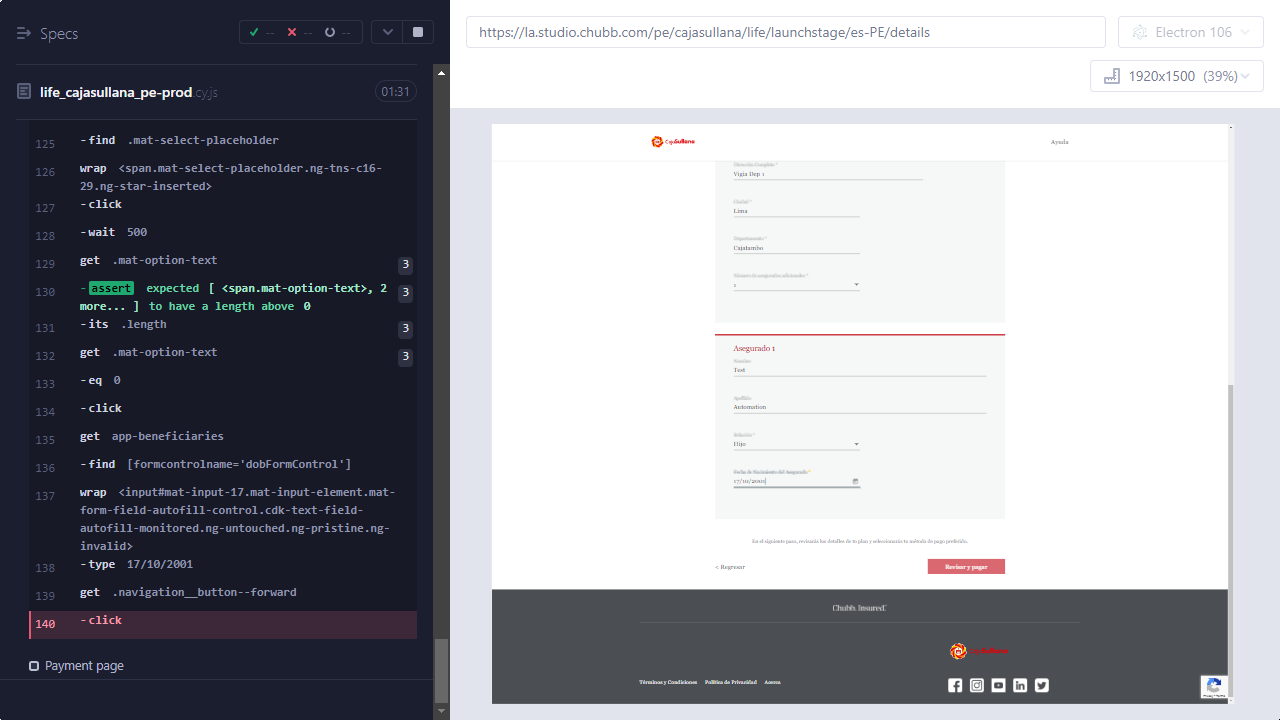 Specs
-- -- --
life_cajasullana_pe-prod.cy.js
01:31
125 -find .mat-select-placeholder
126 wrap <span.mat-select-placeholder.ng-tns-c16-
29.ng-star-inserted>
127 -click
128 -wait 500
129 get .mat-option-text 3
130 -assert expected [ <span.mat-option-text>, 2 3
more... ] to have a length above 0
131 -its .length 3
132 get .mat-option-text 3
133 -eq 0
134 -click
135 get app-beneficiaries
136 -find [formcontrolname='dobFormControl']
137 wrap <input#mat-input-17.mat-input-element.mat-
form-field-autofill-control.cdk-text-field-
autofill-monitored.ng-untouched.ng-pristine.ng-
invalid>
138 -type 17/10/2001
139 get .navigation__button--forward
140 -click
Payment page
https://la.studio.chubb.com/pe/cajasullana/life/launchstage/es-PE/details
Electron 106
1920x1500 (39%)
CajaSullana
Ayuda
Dirección Completa *
Vigia Dep 1
Ciudad *
Lima
Departamento *
Cajatambo
Número de asegurados adicionales *
1
Asegurado 1
Nombre
Test
Apellido
Automation
Relación *
Hijo
Fecha de Nacimiento del Asegurado *
17/10/2001
En el siguiente paso, revisarás los detalles de tu plan y seleccionarás tu método de pago preferido.
< Regresar
Revisar y pagar
Chubb. Insured.
CajaSullana
Términos y Condiciones Política de Privacidad Acerca